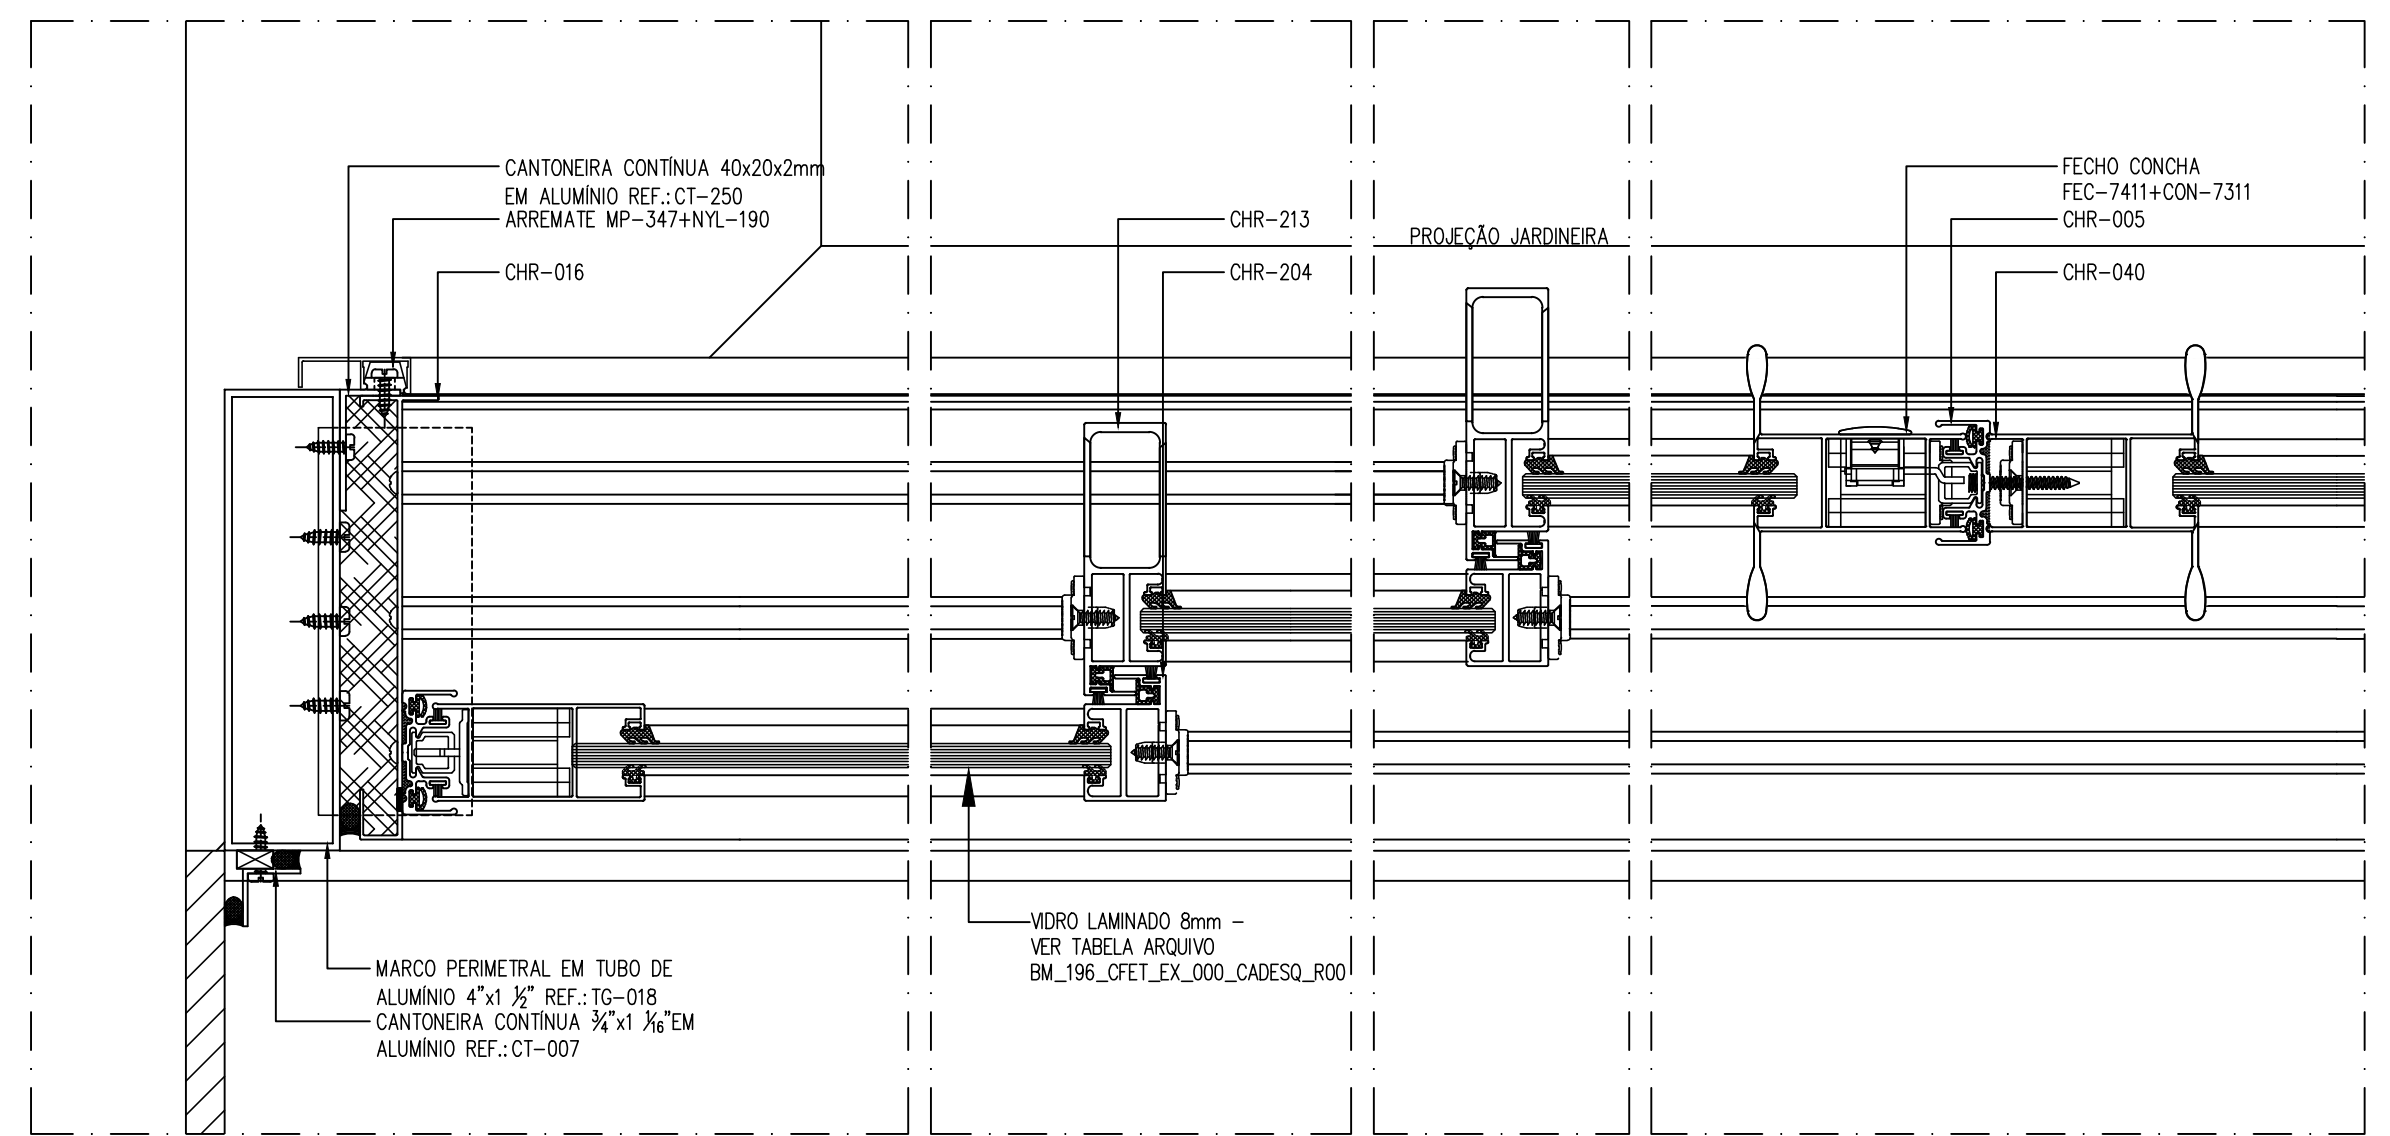 CANTONEIRA CONTÍNUA 40x20x2mm
EM ALUMÍNIO REF.:CT-250
ARREMATE MP-347+NYL-190
CHR-016
CHR-213
CHR-204
PROJEÇÃO JARDINEIRA
FECHO CONCHA
FEC-7411+CON-7311
CHR-005
CHR-040
VIDRO LAMINADO 8mm –
VER TABELA ARQUIVO
BM_196_CFET_EX_000_CADESQ_R00
MARCO PERIMETRAL EM TUBO DE
ALUMÍNIO 4"x1 ½" REF.:TG-018
CANTONEIRA CONTÍNUA ¾"x1 1/16"EM
ALUMÍNIO REF.:CT-007